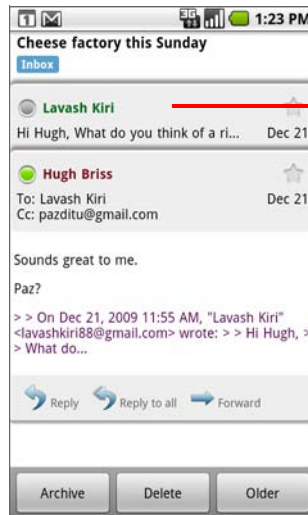 1 3G 1:23 PM
Cheese factory this Sunday
Inbox
Lavash Kiri
Hi Hugh, What do you think of a ri... Dec 21
Hugh Briss
To: Lavash Kiri Dec 21
Cc: pazditu@gmail.com
Sounds great to me.
Paz?
> > On Dec 21, 2009 11:55 AM, "Lavash Kiri"
<lavashkiri88@gmail.com> wrote: > > Hi Hugh, >
> What do...
Reply Reply to all Forward
Archive Delete Older